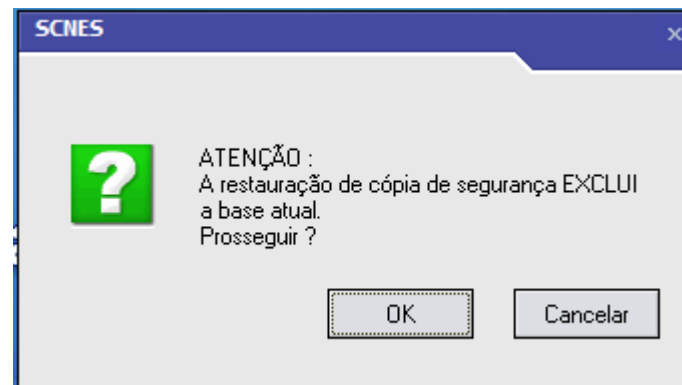 SCNES
ATENÇÃO :
A restauração de cópia de segurança EXCLUI
a base atual.
Prosseguir ?
OK
Cancelar